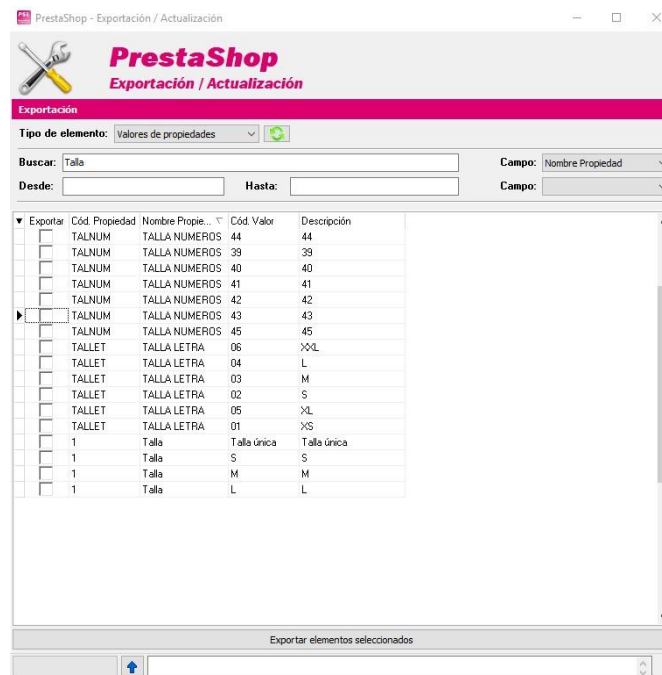 PS PrestaShop - Exportación / Actualización
PrestaShop
Exportación / Actualización
Exportación
Tipo de elemento: Valores de propiedades
Buscar: Talla Campo: Nombre Propiedad
Desde: Hasta: Campo:
Exportar Cód. Propiedad Nombre Propie... Cód. Valor Descripción
TALNUM TALLA NUMEROS 44 44
TALNUM TALLA NUMEROS 39 39
TALNUM TALLA NUMEROS 40 40
TALNUM TALLA NUMEROS 41 41
TALNUM TALLA NUMEROS 42 42
TALNUM TALLA NUMEROS 43 43
TALNUM TALLA NUMEROS 45 45
TALLET TALLA LETRA 06 XXL
TALLET TALLA LETRA 04 L
TALLET TALLA LETRA 03 M
TALLET TALLA LETRA 02 S
TALLET TALLA LETRA 05 XL
TALLET TALLA LETRA 01 XS
1 Talla Talla única Talla única
1 Talla S S
1 Talla M M
1 Talla L L
Exportar elementos seleccionados